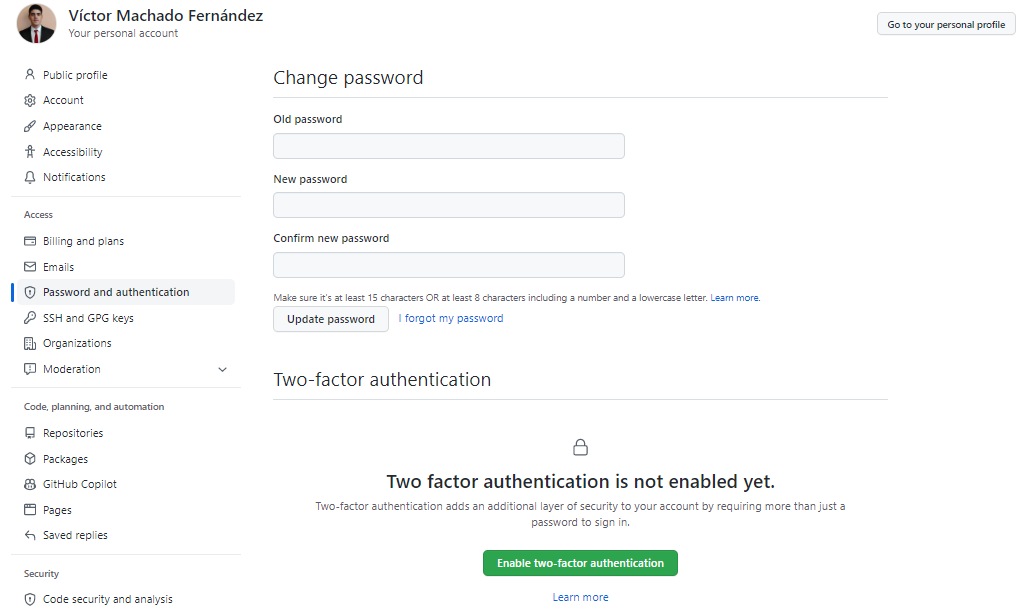 Víctor Machado Fernández
Your personal account
Go to your personal profile
Public profile
Account
Appearance
Accessibility
Notifications
Access
Billing and plans
Emails
Password and authentication
SSH and GPG keys
Organizations
Moderation
Code, planning, and automation
Repositories
Packages
GitHub Copilot
Pages
Saved replies
Security
Code security and analysis
Change password
Old password
New password
Confirm new password
Make sure it's at least 15 characters OR at least 8 characters including a number and a lowercase letter. Learn more.
Update password
I forgot my password
Two-factor authentication
Two factor authentication is not enabled yet.
Two-factor authentication adds an additional layer of security to your account by requiring more than just a
password to sign in.
Enable two-factor authentication
Learn more